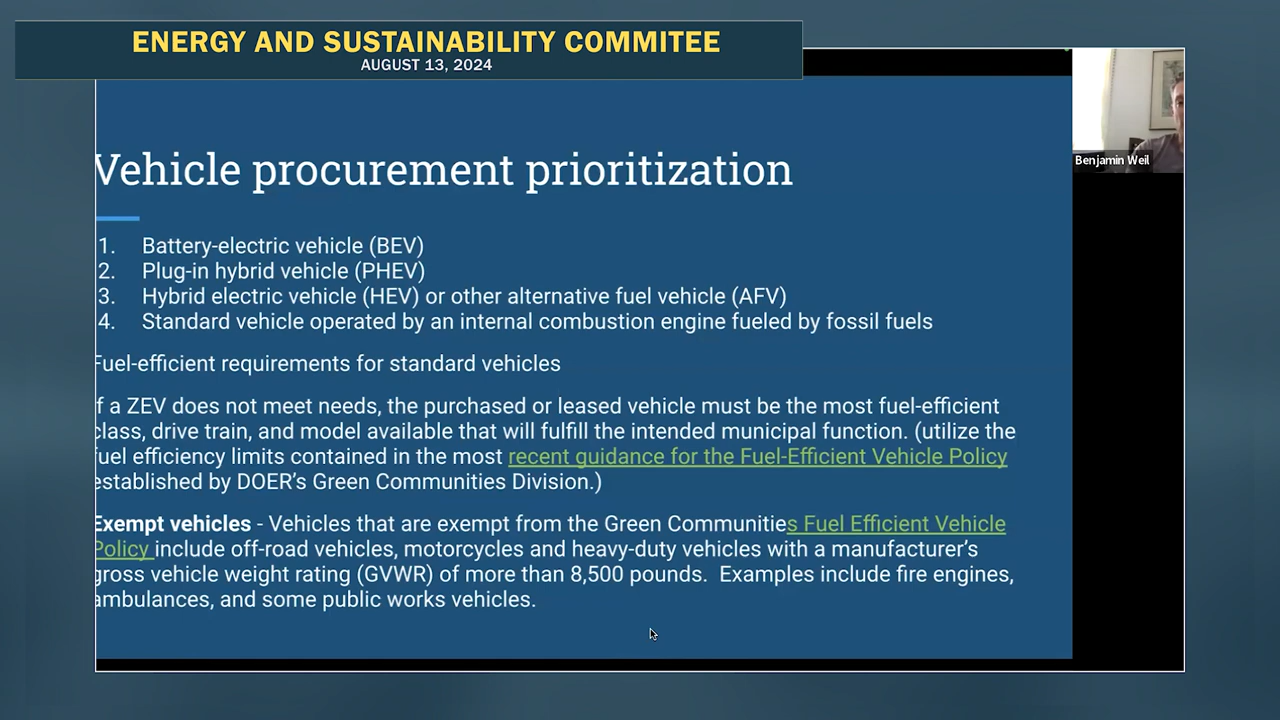 ENERGY AND SUSTAINABILITY COMMITEE
AUGUST 13, 2024
Benjamin Weil
Vehicle procurement prioritization
1. Battery-electric vehicle (BEV)
2. Plug-in hybrid vehicle (PHEV)
3. Hybrid electric vehicle (HEV) or other alternative fuel vehicle (AFV)
4. Standard vehicle operated by an internal combustion engine fueled by fossil fuels
Fuel-efficient requirements for standard vehicles
If a ZEV does not meet needs, the purchased or leased vehicle must be the most fuel-efficient
class, drive train, and model available that will fulfill the intended municipal function. (utilize the
fuel efficiency limits contained in the most recent guidance for the Fuel-Efficient Vehicle Policy
established by DOER's Green Communities Division.)
Exempt vehicles - Vehicles that are exempt from the Green Communities Fuel Efficient Vehicle
Policy include off-road vehicles, motorcycles and heavy-duty vehicles with a manufacturer's
gross vehicle weight rating (GVWR) of more than 8,500 pounds.  Examples include fire engines,
ambulances, and some public works vehicles.